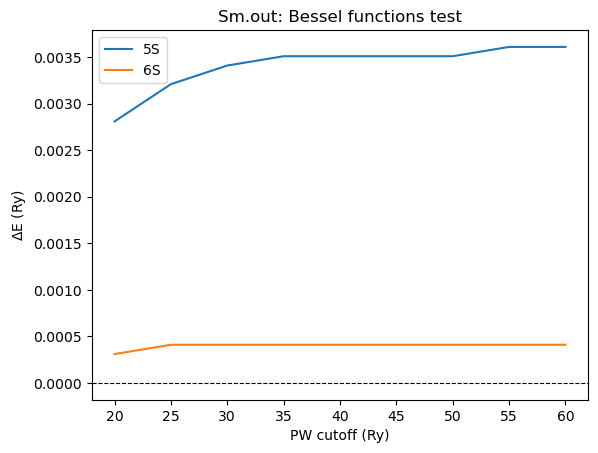 Sm.out: Bessel functions test
5S
6S
0.0035
0.0030
0.0025
0.0020
0.0015
0.0010
0.0005
0.0000
ΔE (Ry)
20 25 30 35 40 45 50 55 60
PW cutoff (Ry)